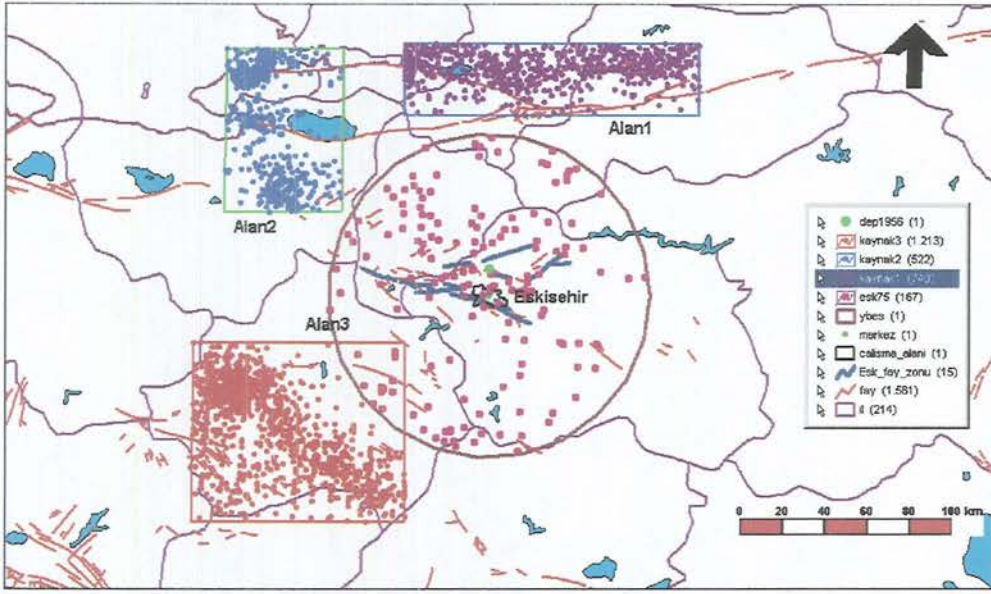 Alan1
Alan2
dep1956 (1)
kaynak3 (1.213)
kaynak2 (522)
esk75 (167)
ybes (1)
merkez (1)
calisma_alani (1)
Esk_fay_zonu (15)
fay (1.581)
il (214)
Eskisehir
Alan3
0 20 40 60 80 100 km.